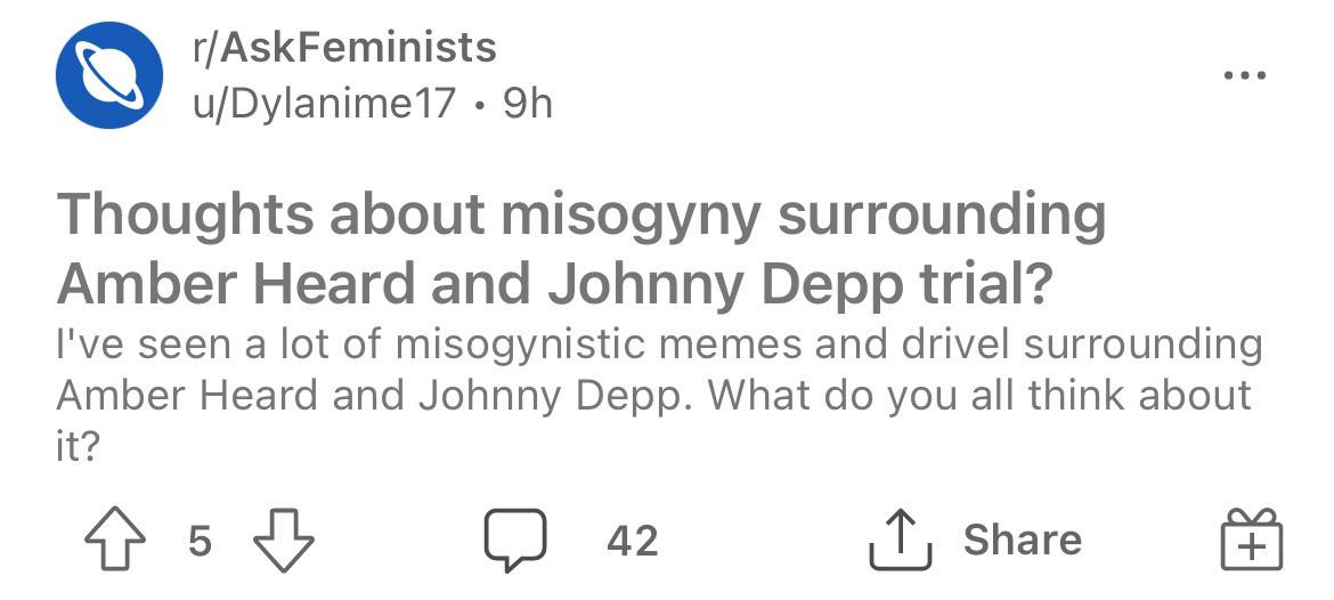 r/AskFeminists
u/Dylanime17 • 9h
Thoughts about misogyny surrounding
Amber Heard and Johnny Depp trial?
I've seen a lot of misogynistic memes and drivel surrounding
Amber Heard and Johnny Depp. What do you all think about
it?
5 42 Share